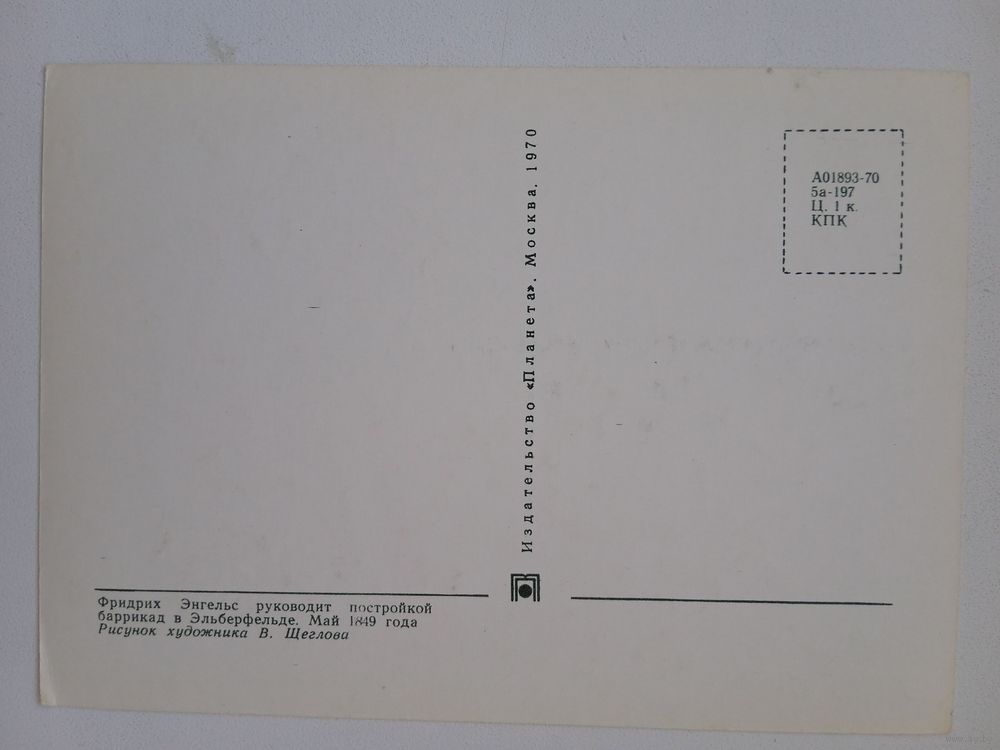 Фридрих Энгельс руководит постройкой
баррикад в Эльберфельде. Май 1849 года
Рисунок художника В. Щеглова
Издательство «Планета». Москва. 1970
А01893-70
5а-197
Ц. 1 к.
КПК